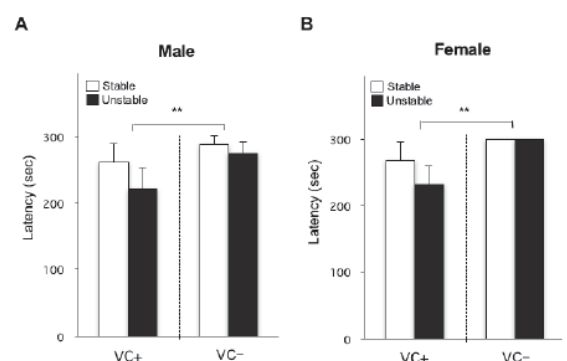 A
Male
Stable
Unstable
**
Latency (sec)
300
200
100
0
VC+
VC−
B
Female
Stable
Unstable
**
Latency (sec)
300
200
100
0
VC+
VC−